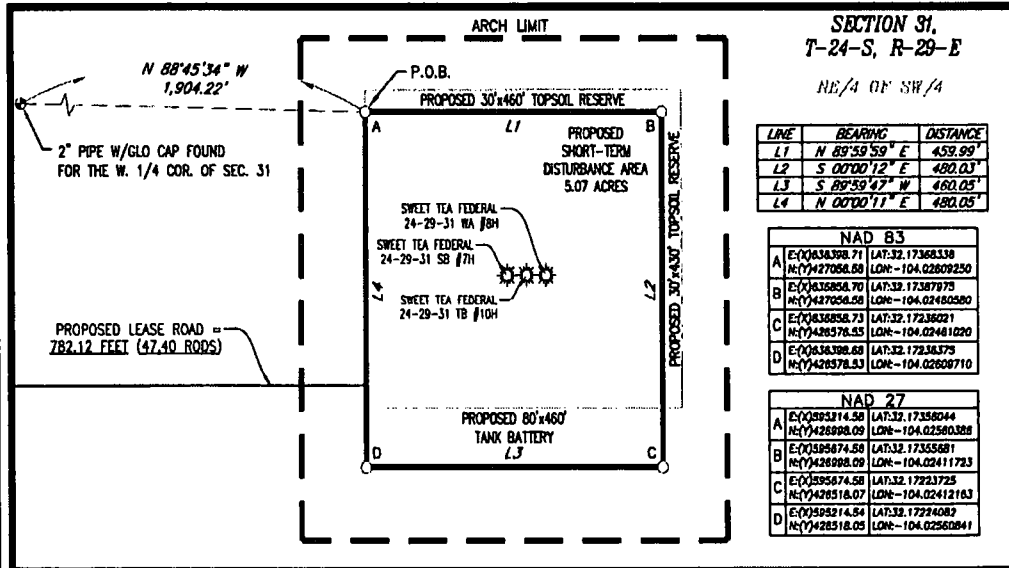 ARCH LIMIT
SECTION 31,
T-24-S, R-29-E
NE/4 OF SW/4
N 88°45'34" W
1,904.22'
P.O.B.
2" PIPE W/GLO CAP FOUND
FOR THE W. 1/4 COR. OF SEC. 31
PROPOSED 30'x460' TOPSOIL RESERVE
A
L1
B
PROPOSED
SHORT-TERM
DISTURBANCE AREA
5.07 ACRES
SWEET TEA FEDERAL
24-29-31 WA #8H
SWEET TEA FEDERAL
24-29-31 SB #7H
SWEET TEA FEDERAL
24-29-31 TB #10H
L4
L2
PROPOSED 30'x430' TOPSOIL RESERVE
PROPOSED LEASE ROAD =
782.12 FEET (47.40 RODS)
PROPOSED 80'x460'
TANK BATTERY
D
L3
C
LINE BEARING DISTANCE
L1 N 89°59'59" E 459.99'
L2 S 00°00'12" E 480.03'
L3 S 89°59'47" W 460.05'
L4 N 00°00'11" E 480.05'
NAD 83
A E:(X)636398.71 LAT:32.17368338
N:(Y)427058.58 LON:-104.02609250
B E:(X)636858.70 LAT:32.17367975
N:(Y)427058.58 LON:-104.02460580
C E:(X)636858.73 LAT:32.17236021
N:(Y)426578.55 LON:-104.02461020
D E:(X)636398.68 LAT:32.17236375
N:(Y)426578.53 LON:-104.02609710
NAD 27
A E:(X)595214.58 LAT:32.17356044
N:(Y)426998.09 LON:-104.02560386
B E:(X)595674.58 LAT:32.17355681
N:(Y)426998.09 LON:-104.02411723
C E:(X)595674.58 LAT:32.17223725
N:(Y)426518.07 LON:-104.02412163
D E:(X)595214.54 LAT:32.17224082
N:(Y)426518.05 LON:-104.02560841